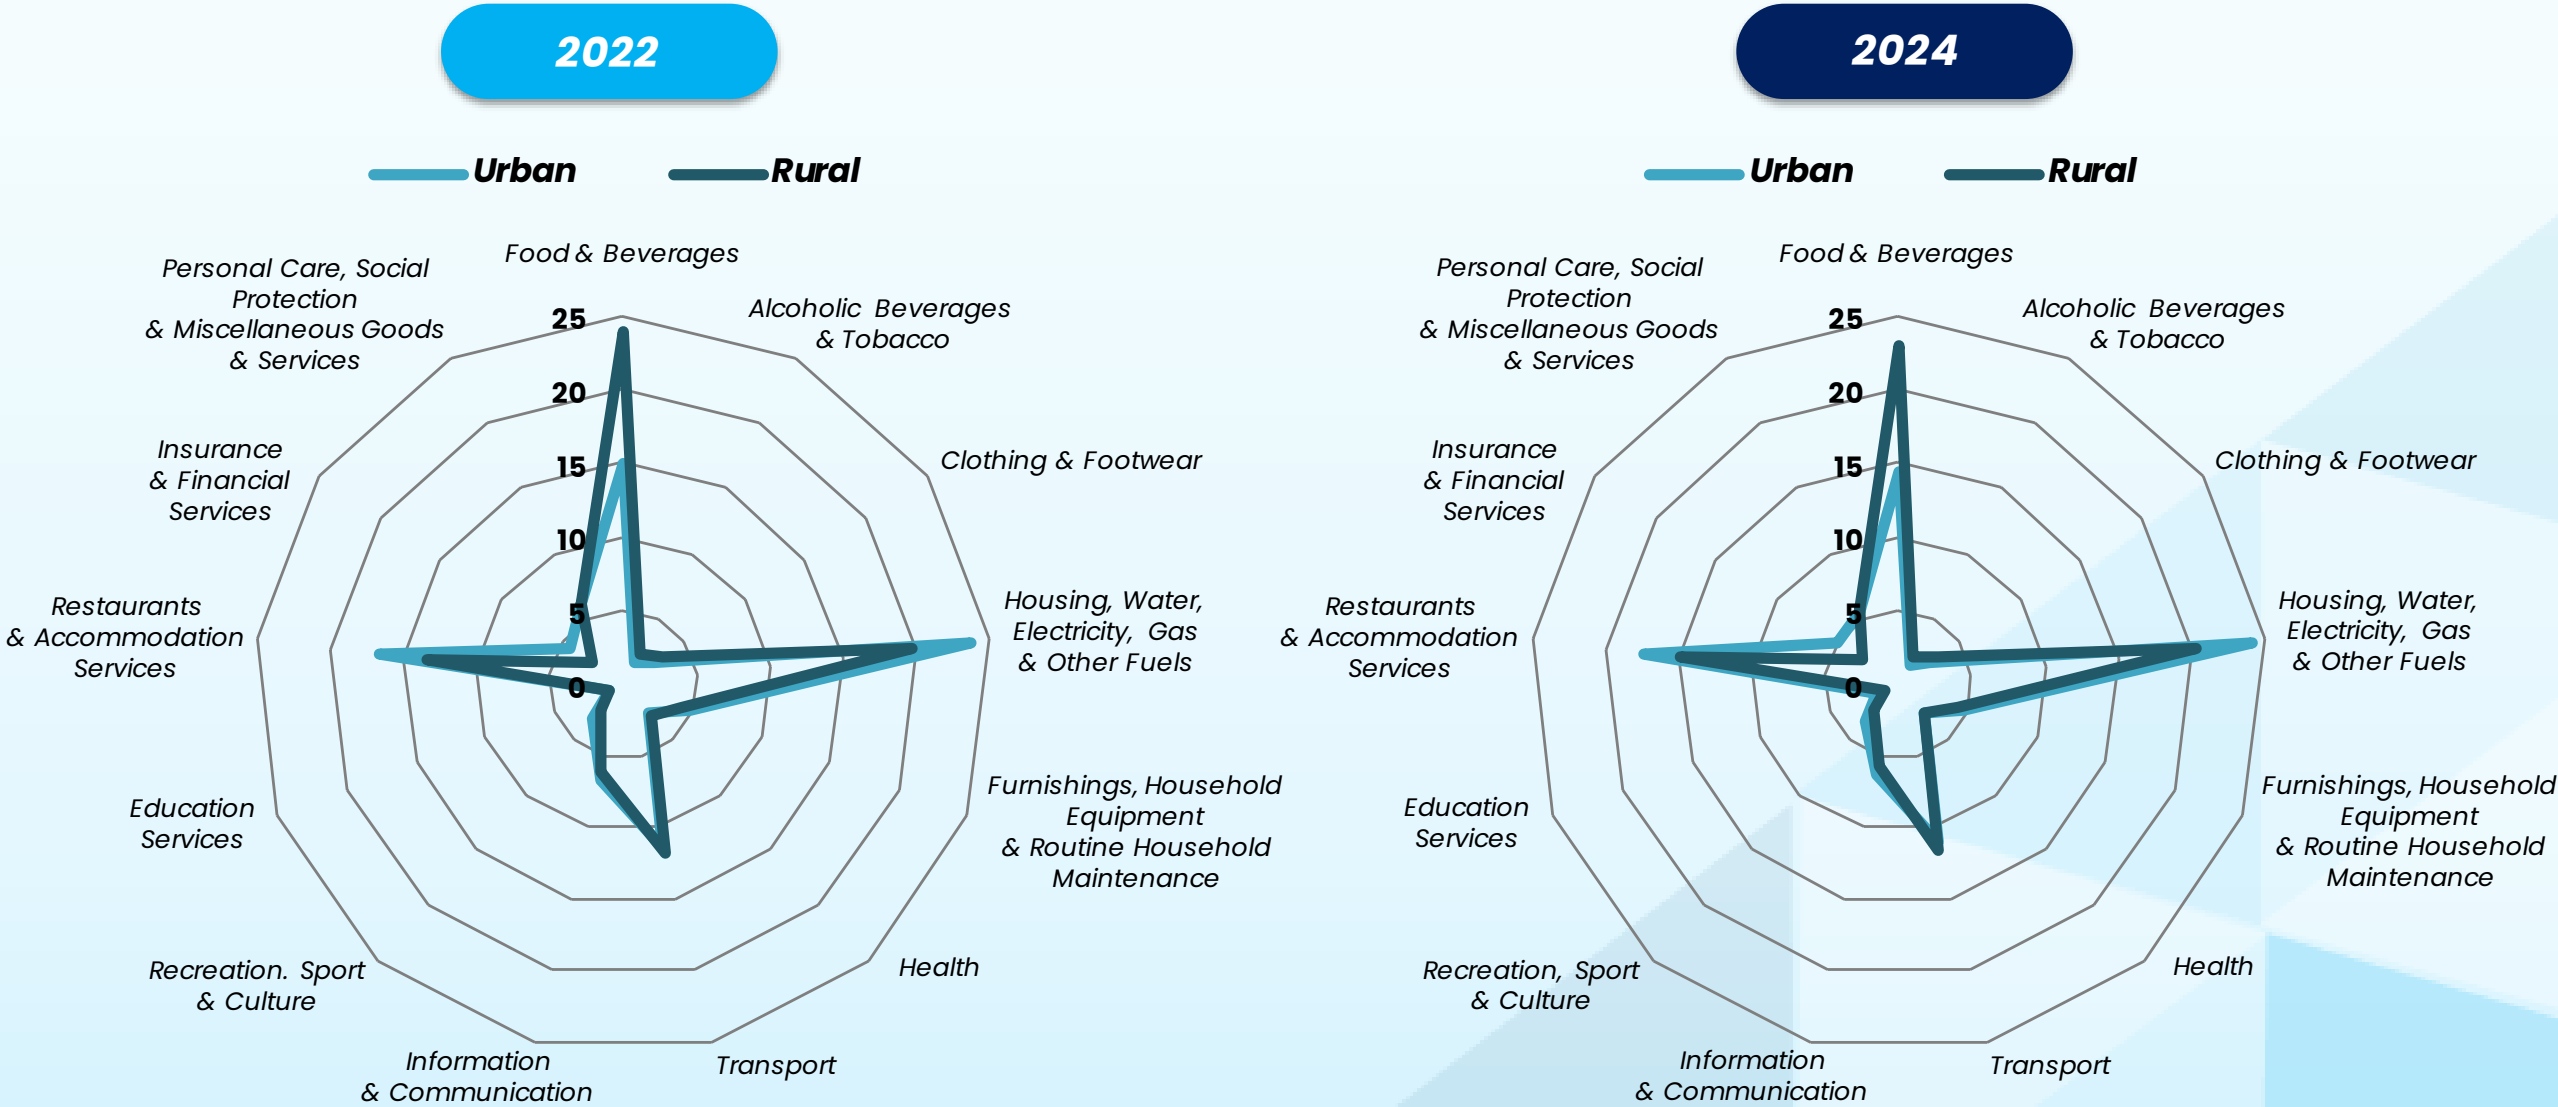 2022
Urban
Rural
Food & Beverages
Alcoholic Beverages
& Tobacco
Clothing & Footwear
Housing, Water,
Electricity, Gas
& Other Fuels
Furnishings, Household
Equipment
& Routine Household
Maintenance
Health
Transport
Information
& Communication
Recreation. Sport
& Culture
Education
Services
Restaurants
& Accommodation
Services
Insurance
& Financial
Services
Personal Care, Social
Protection
& Miscellaneous Goods
& Services
25
20
15
10
5
0
2024
Urban
Rural
Food & Beverages
Alcoholic Beverages
& Tobacco
Clothing & Footwear
Housing, Water,
Electricity, Gas
& Other Fuels
Furnishings, Household
Equipment
& Routine Household
Maintenance
Health
Transport
Information
& Communication
Recreation, Sport
& Culture
Education
Services
Restaurants
& Accommodation
Services
Insurance
& Financial
Services
Personal Care, Social
Protection
& Miscellaneous Goods
& Services
25
20
15
10
5
0